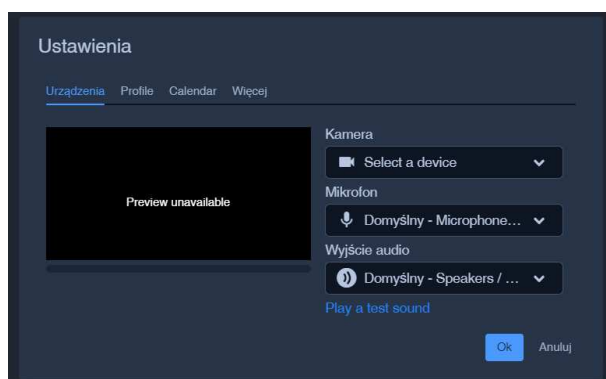 Ustawienia
Urządzenia Profile Calendar Więcej
Preview unavailable
Kamera
Select a device
Mikrofon
Domyślny - Microphone...
Wyjście audio
Domyślny - Speakers / ...
Play a test sound
Ok Anuluj